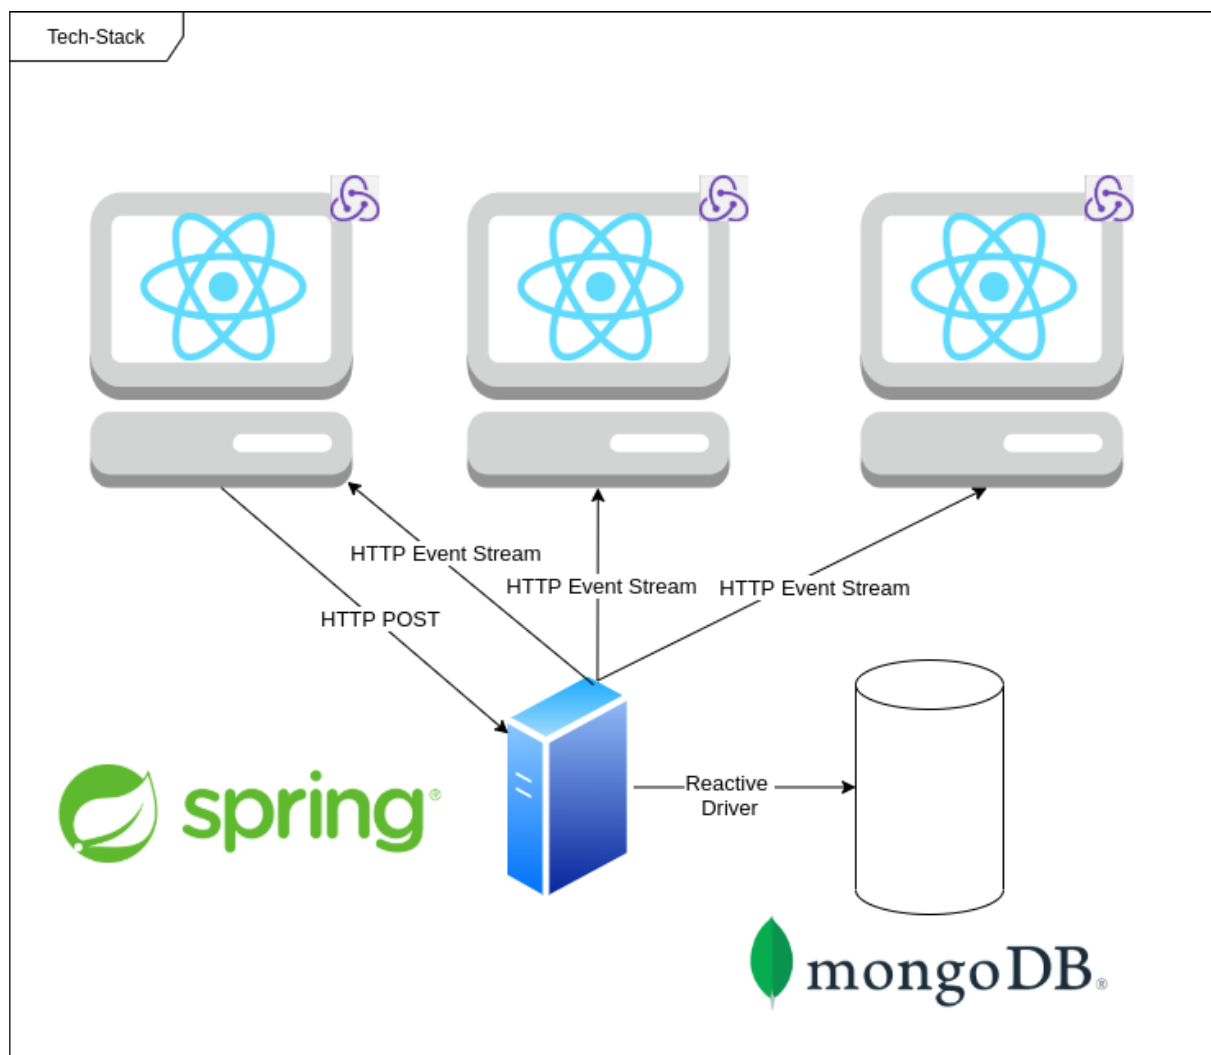 Tech-Stack
HTTP Event Stream
HTTP Event Stream
HTTP Event Stream
HTTP POST
Reactive
Driver
spring®
mongoDB®